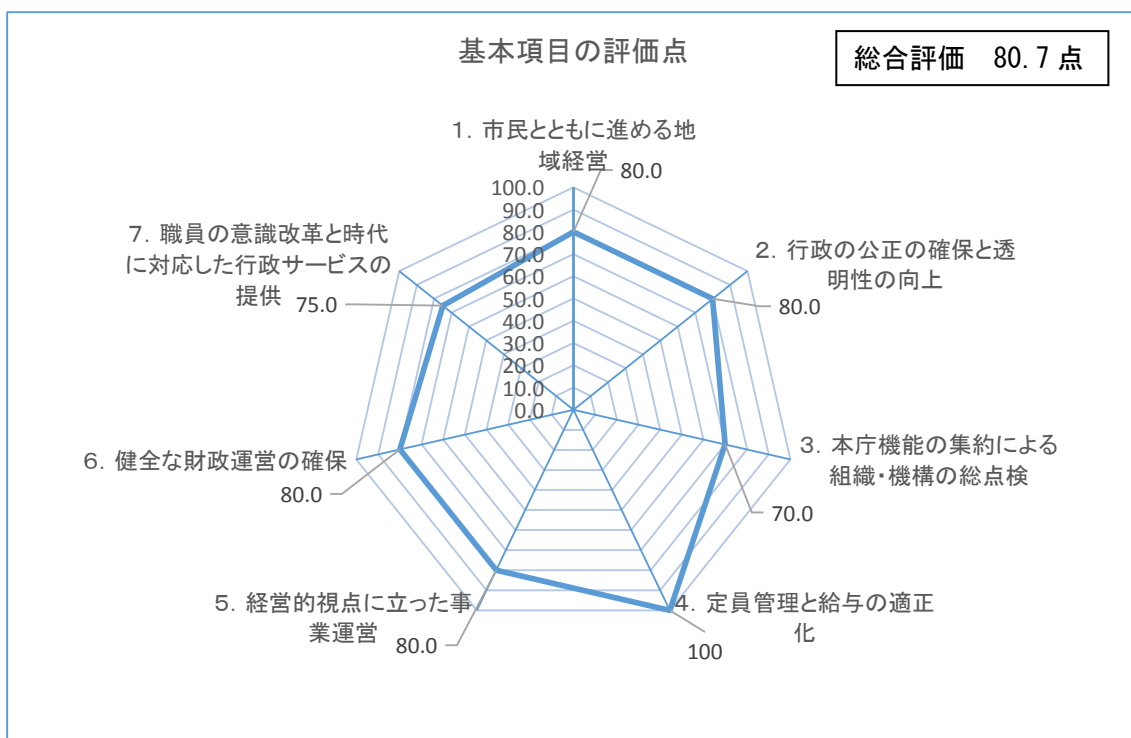 基本項目の評価点
総合評価　80.7 点
1．市民とともに進める地
域経営
80.0
100.0
90.0
80.0
70.0
60.0
50.0
40.0
30.0
20.0
10.0
0.0
2．行政の公正の確保と透
明性の向上
80.0
3．本庁機能の集約による
組織・機構の総点検
70.0
4．定員管理と給与の適正
化
100
5．経営的視点に立った事
業運営
80.0
6．健全な財政運営の確保
80.0
7．職員の意識改革と時代
に対応した行政サービスの
提供
75.0